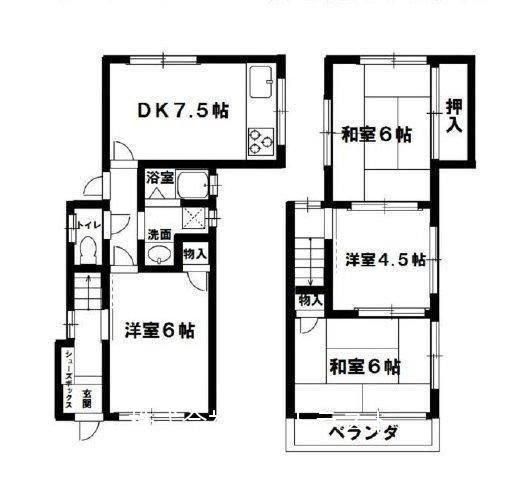 DK7.5帖
浴室
トイレ
洗面
物入
洋室6帖
シューズボックス
玄関
和室6帖
押入
洋室4.5帖
物入
和室6帖
ベランダ